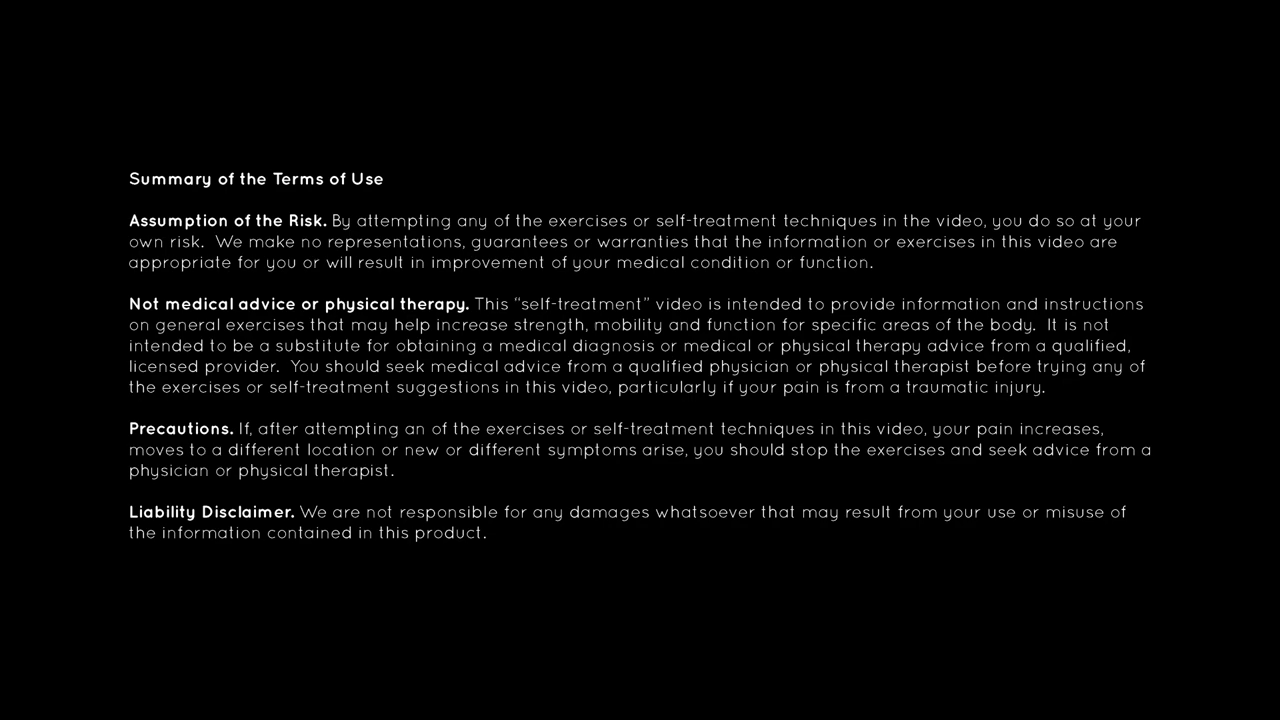 Summary of the Terms of Use
Assumption of the Risk. By attempting any of the exercises or self-treatment techniques in the video, you do so at your
own risk.  We make no representations, guarantees or warranties that the information or exercises in this video are
appropriate for you or will result in improvement of your medical condition or function.
Not medical advice or physical therapy. This “self-treatment” video is intended to provide information and instructions
on general exercises that may help increase strength, mobility and function for specific areas of the body.  It is not
intended to be a substitute for obtaining a medical diagnosis or medical or physical therapy advice from a qualified,
licensed provider.  You should seek medical advice from a qualified physician or physical therapist before trying any of
the exercises or self-treatment suggestions in this video, particularly if your pain is from a traumatic injury.
Precautions. If, after attempting an of the exercises or self-treatment techniques in this video, your pain increases,
moves to a different location or new or different symptoms arise, you should stop the exercises and seek advice from a
physician or physical therapist.
Liability Disclaimer. We are not responsible for any damages whatsoever that may result from your use or misuse of
the information contained in this product.